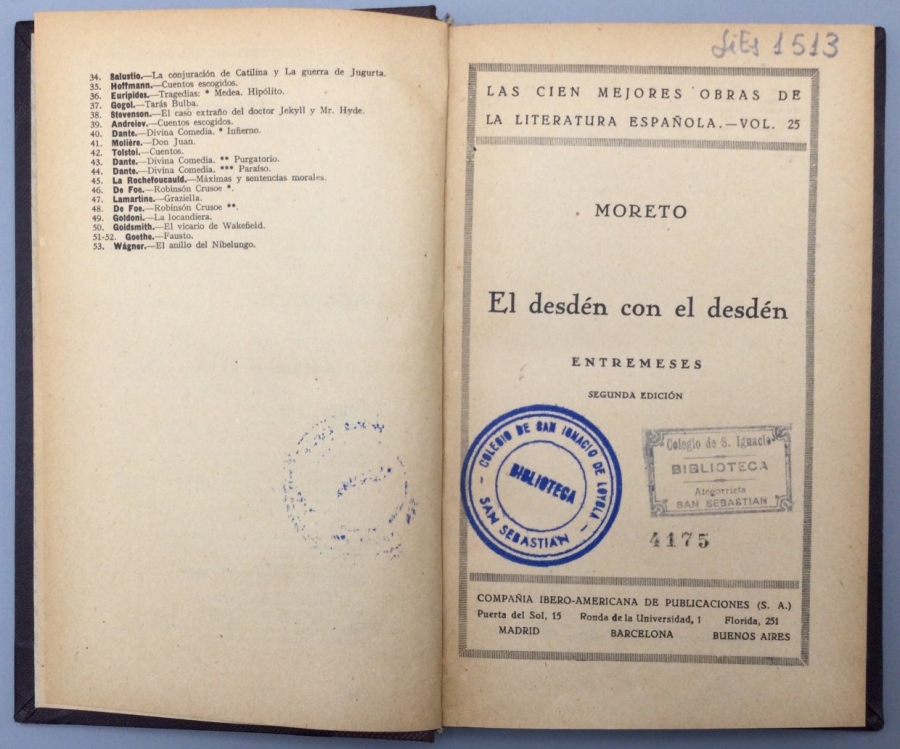 34. Salustio.—La conjuración de Catilina y La guerra de Jugurta.
35. Hoffmann.—Cuentos escogidos.
36. Eurípides.—Tragedias: * Medea. Hipólito.
37. Gogol.—Tarás Bulba.
38. Stevenson.—El caso extraño del doctor Jekyll y Mr. Hyde.
39. Andreiev.—Cuentos escogidos.
40. Dante.—Divina Comedia. * Infierno.
41. Molière.—Don Juan.
42. Tolstoi.—Cuentos.
43. Dante.—Divina Comedia. ** Purgatorio.
44. Dante.—Divina Comedia. *** Paraíso.
45. La Rochefoucauld.—Máximas y sentencias morales.
46. De Foe.—Robinsón Crusoe *.
47. Lamartine.—Graziella.
48. De Foe.—Robinsón Crusoe **.
49. Goldoni.—La locandiera.
50. Goldsmith.—El vicario de Wakefield.
51-52. Goethe.—Fausto.
53. Wágner.—El anillo del Nibelungo.
1513
LAS CIEN MEJORES OBRAS DE
LA LITERATURA ESPAÑOLA.—VOL. 25
MORETO
El desdén con el desdén
ENTREMESES
SEGUNDA EDICIÓN
COLEGIO DE SAN IGNACIO DE LOYOLA
BIBLIOTECA
SAN SEBASTIAN
Colegio de S. Ignacio
BIBLIOTECA
Ategorrieta
SAN SEBASTIAN
4175
COMPAÑIA IBERO-AMERICANA DE PUBLICACIONES (S. A.)
Puerta del Sol, 15 Ronda de la Universidad, 1 Florida, 251
MADRID BARCELONA BUENOS AIRES